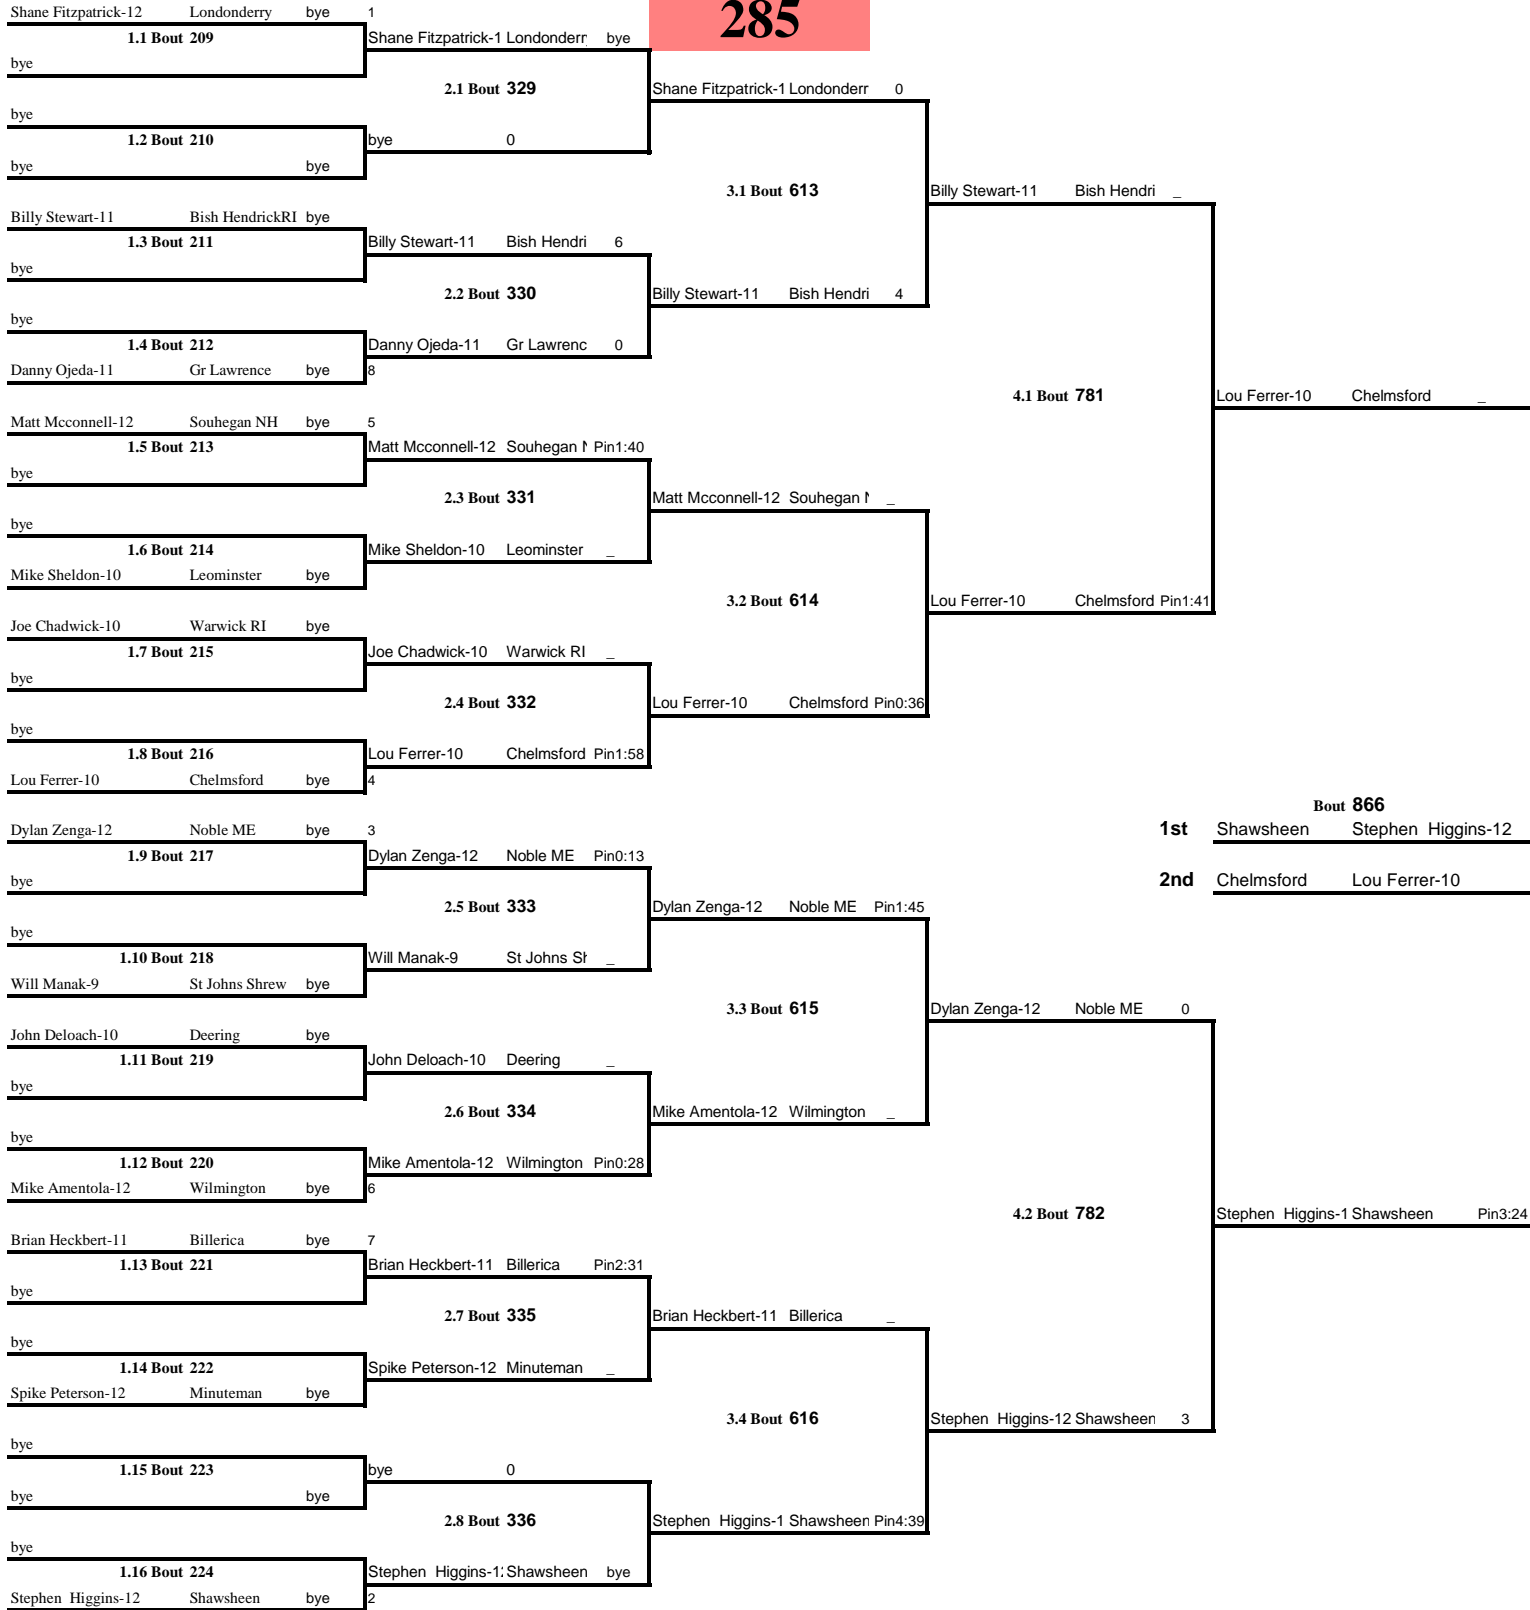 285
Shane Fitzpatrick-12 Londonderry bye 1
1.1 Bout 209
Shane Fitzpatrick-1 Londonderr bye
bye
2.1 Bout 329
Shane Fitzpatrick-1 Londonderr 0
bye
1.2 Bout 210
bye 0
bye bye
3.1 Bout 613
Billy Stewart-11 Bish Hendri _
Billy Stewart-11 Bish HendrickRI bye
1.3 Bout 211
Billy Stewart-11 Bish Hendri 6
bye
2.2 Bout 330
Billy Stewart-11 Bish Hendri 4
bye
1.4 Bout 212
Danny Ojeda-11 Gr Lawrenc 0
Danny Ojeda-11 Gr Lawrence bye 8
4.1 Bout 781
Lou Ferrer-10 Chelmsford _
Matt Mcconnell-12 Souhegan NH bye 5
1.5 Bout 213
Matt Mcconnell-12 Souhegan Pin1:40
bye
2.3 Bout 331
Matt Mcconnell-12 Souhegan _
bye
1.6 Bout 214
Mike Sheldon-10 Leominster _
Mike Sheldon-10 Leominster bye
3.2 Bout 614
Lou Ferrer-10 Chelmsford Pin1:41
Joe Chadwick-10 Warwick RI bye
1.7 Bout 215
Joe Chadwick-10 Warwick RI _
bye
2.4 Bout 332
Lou Ferrer-10 Chelmsford Pin0:36
bye
1.8 Bout 216
Lou Ferrer-10 Chelmsford Pin1:58
Lou Ferrer-10 Chelmsford bye 4
Bout 866
1st Shawsheen Stephen Higgins-12
2nd Chelmsford Lou Ferrer-10
Dylan Zenga-12 Noble ME bye 3
1.9 Bout 217
Dylan Zenga-12 Noble ME Pin0:13
bye
2.5 Bout 333
Dylan Zenga-12 Noble ME Pin1:45
bye
1.10 Bout 218
Will Manak-9 St Johns Sh _
Will Manak-9 St Johns Shrew bye
3.3 Bout 615
Dylan Zenga-12 Noble ME 0
John Deloach-10 Deering bye
1.11 Bout 219
John Deloach-10 Deering _
bye
2.6 Bout 334
Mike Amentola-12 Wilmington _
bye
1.12 Bout 220
Mike Amentola-12 Wilmington Pin0:28
Mike Amentola-12 Wilmington bye 6
4.2 Bout 782
Stephen Higgins-1 Shawsheen Pin3:24
Brian Heckbert-11 Billerica bye 7
1.13 Bout 221
Brian Heckbert-11 Billerica Pin2:31
bye
2.7 Bout 335
Brian Heckbert-11 Billerica _
bye
1.14 Bout 222
Spike Peterson-12 Minuteman _
Spike Peterson-12 Minuteman bye
3.4 Bout 616
Stephen Higgins-12 Shawsheen 3
bye
1.15 Bout 223
bye 0
bye bye
2.8 Bout 336
Stephen Higgins-1 Shawsheen Pin4:39
bye
1.16 Bout 224
Stephen Higgins-12 Shawsheen bye
Stephen Higgins-12 Shawsheen bye 2